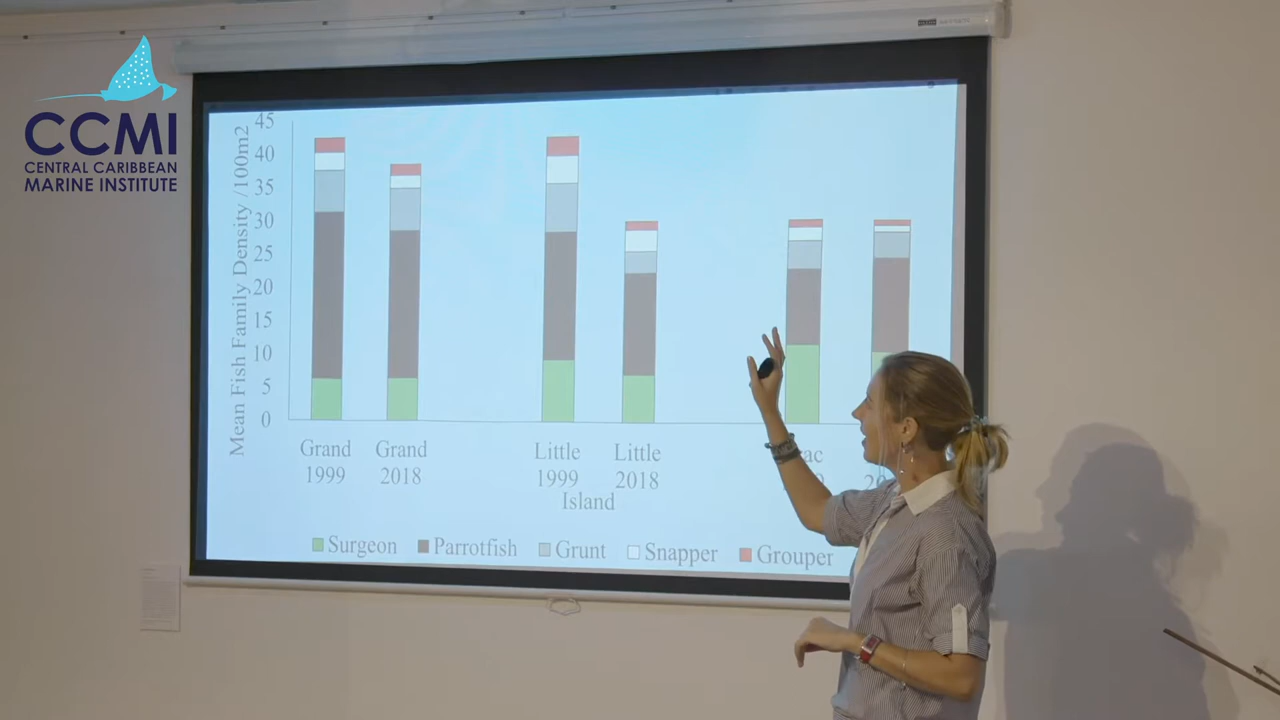 CCMI
CENTRAL CARIBBEAN
MARINE INSTITUTE
Mean Fish Family Density /100m2
45
40
35
30
25
20
15
10
5
0
Grand
1999
Grand
2018
Little
1999
Little
2018
Island
Surgeon
Parrotfish
Grunt
Snapper
Grouper